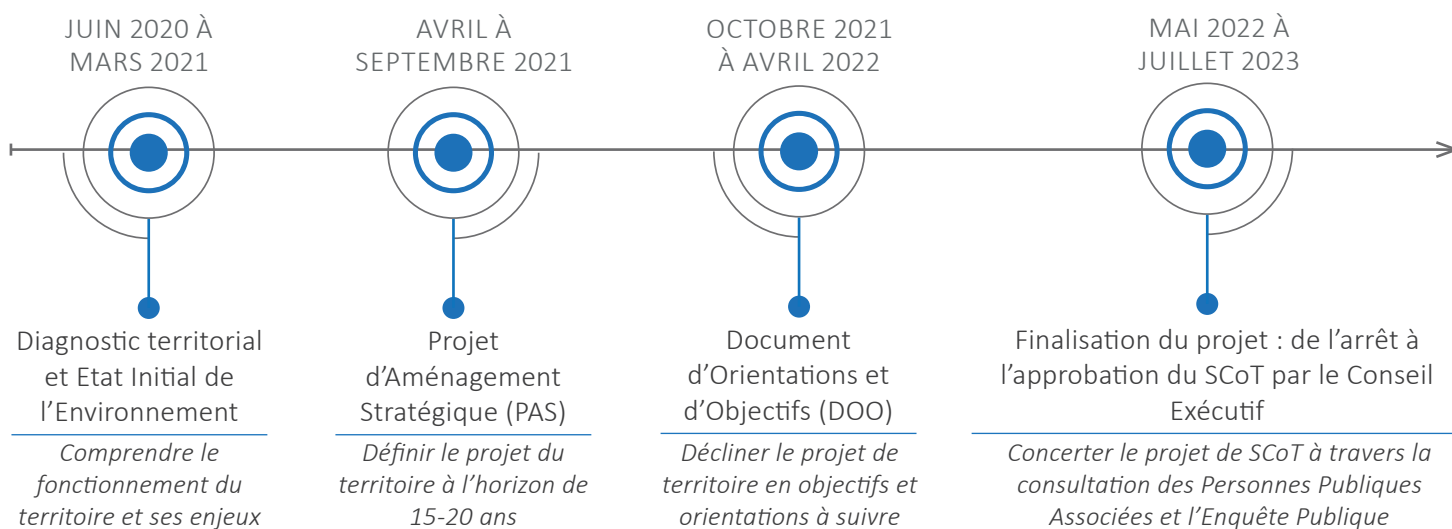 JUIN 2020 À
MARS 2021
Diagnostic territorial
et Etat Initial de
l’Environnement
Comprendre le
fonctionnement du
territoire et ses enjeux
AVRIL À
SEPTEMBRE 2021
Projet
d’Aménagement
Stratégique (PAS)
Définir le projet du
territoire à l’horizon de
15-20 ans
OCTOBRE 2021
À AVRIL 2022
Document
d’Orientations et
d’Objectifs (DOO)
Décliner le projet de
territoire en objectifs et
orientations à suivre
MAI 2022 À
JUILLET 2023
Finalisation du projet : de l’arrêt à
l’approbation du SCoT par le Conseil
Exécutif
Concerter le projet de SCoT à travers la
consultation des Personnes Publiques
Associées et l’Enquête Publique